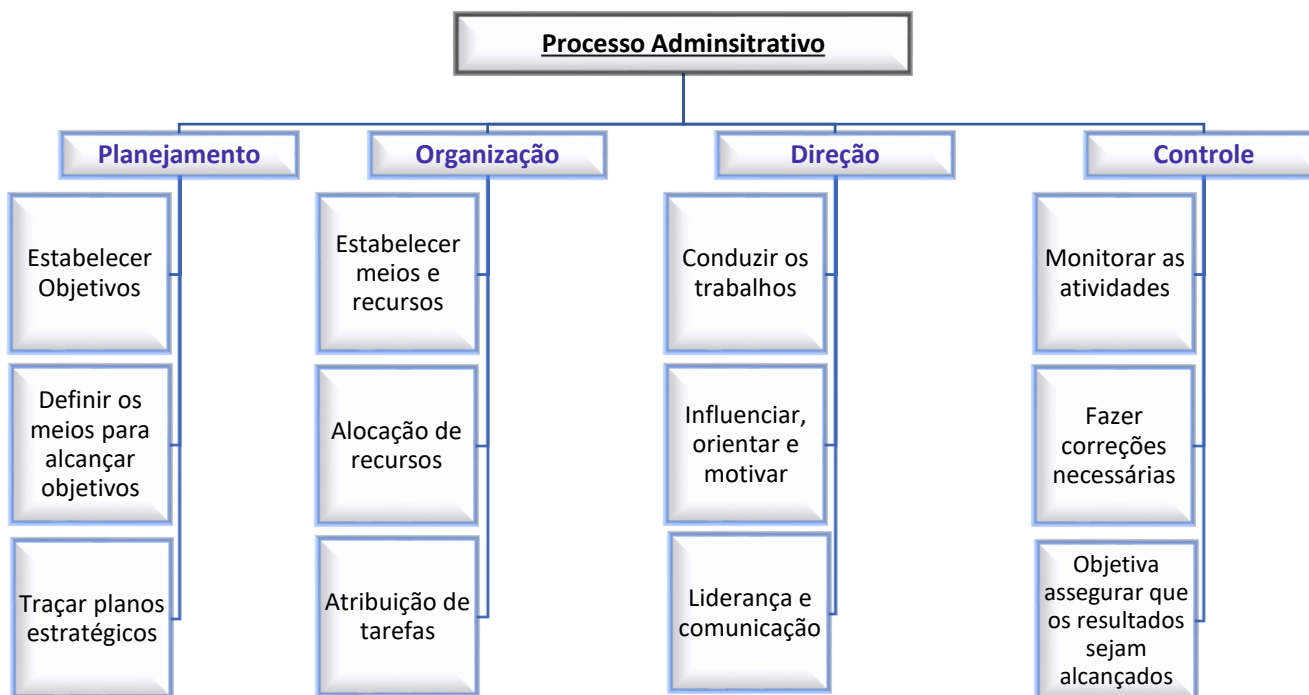 Processo Adminsitrativo
Planejamento
Estabelecer
Objetivos
Definir os
meios para
alcançar
objetivos
Traçar planos
estratégicos
Organização
Estabelecer
meios e
recursos
Alocação de
recursos
Atribuição de
tarefas
Direção
Conduzir os
trabalhos
Influenciar,
orientar e
motivar
Liderança e
comunicação
Controle
Monitorar as
atividades
Fazer
correções
necessárias
Objetiva
assegurar que
os resultados
sejam
alcançados